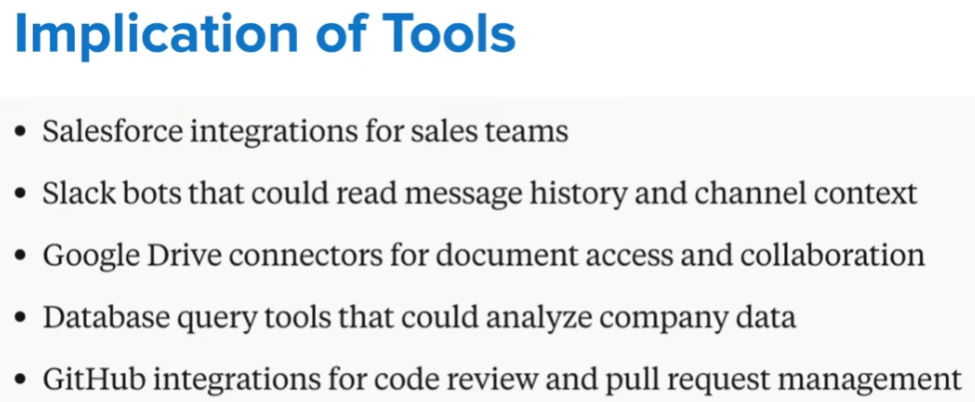 Implication of Tools
• Salesforce integrations for sales teams
• Slack bots that could read message history and channel context
• Google Drive connectors for document access and collaboration
• Database query tools that could analyze company data
• GitHub integrations for code review and pull request management